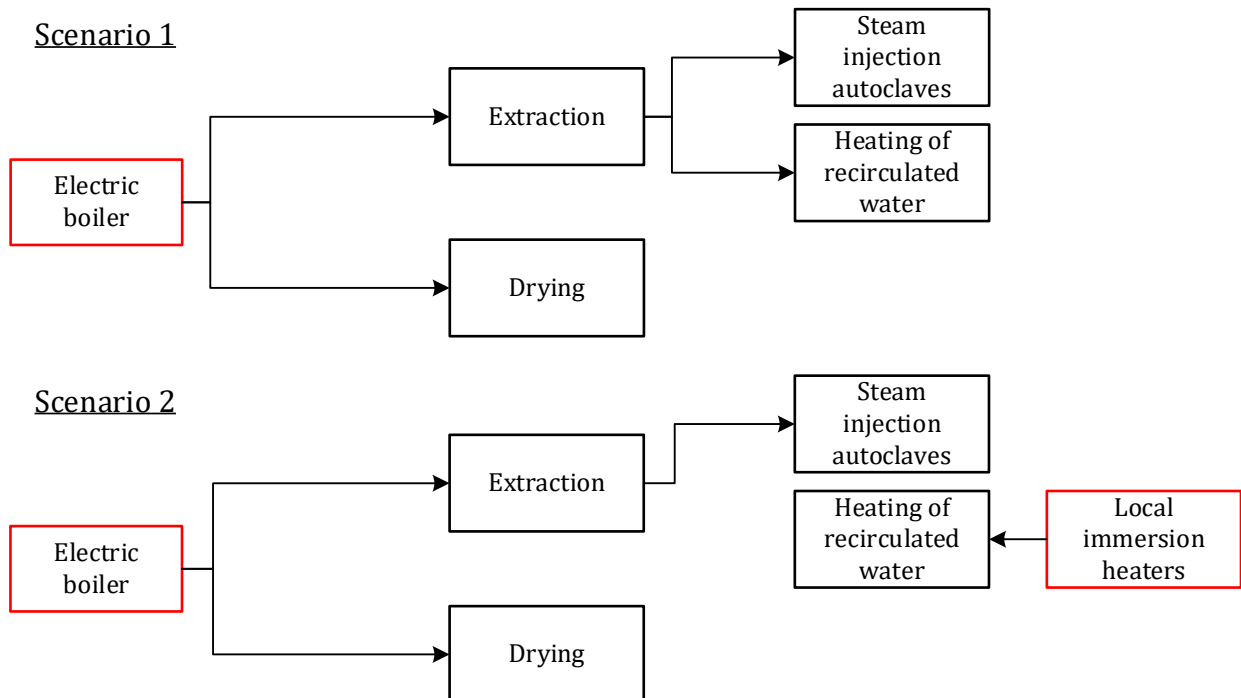 Scenario 1
Steam
injection
autoclaves
Extraction
Heating of
recirculated
water
Electric
boiler
Drying
Scenario 2
Steam
injection
autoclaves
Extraction
Heating of
recirculated
water
Local
immersion
heaters
Electric
boiler
Drying